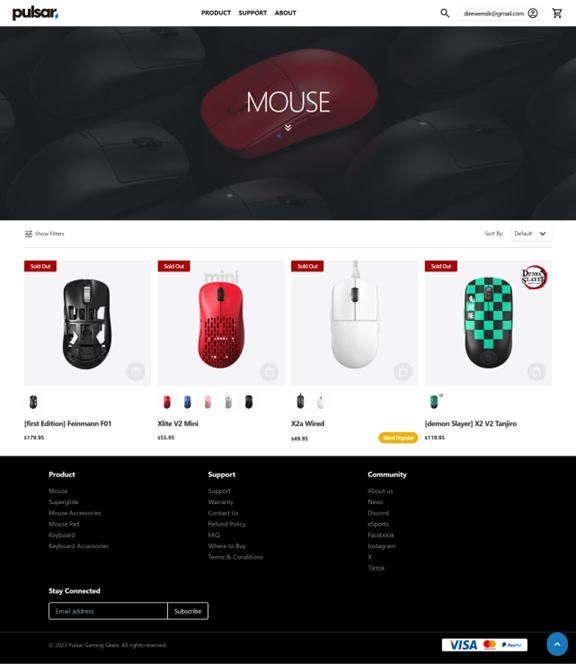 pulsar
PRODUCT SUPPORT ABOUT
direwensik@gmail.com
MOUSE
Show Filters
Sort By: Default
Sold Out
Sold Out
mini
Sold Out
Sold Out
DEMON SLAYER
[first Edition] Feinmann F01
$179.95
Xlite V2 Mini
$55.95
X2a Wired
$49.95
Most Popular
[demon Slayer] X2 V2 Tanjiro
$119.95
Product
Mouse
Superglide
Mouse Accessories
Mouse Pad
Keyboard
Keyboard Accessories
Support
Support
Warranty
Contact Us
Refund Policy
FAQ
Where to Buy
Terms & Conditions
Community
About us
News
Discord
eSports
Facebook
Instagram
X
Tiktok
Stay Connected
Email address
Subscribe
© 2023 Pulsar Gaming Gears. All rights reserved.
VISA PayPal